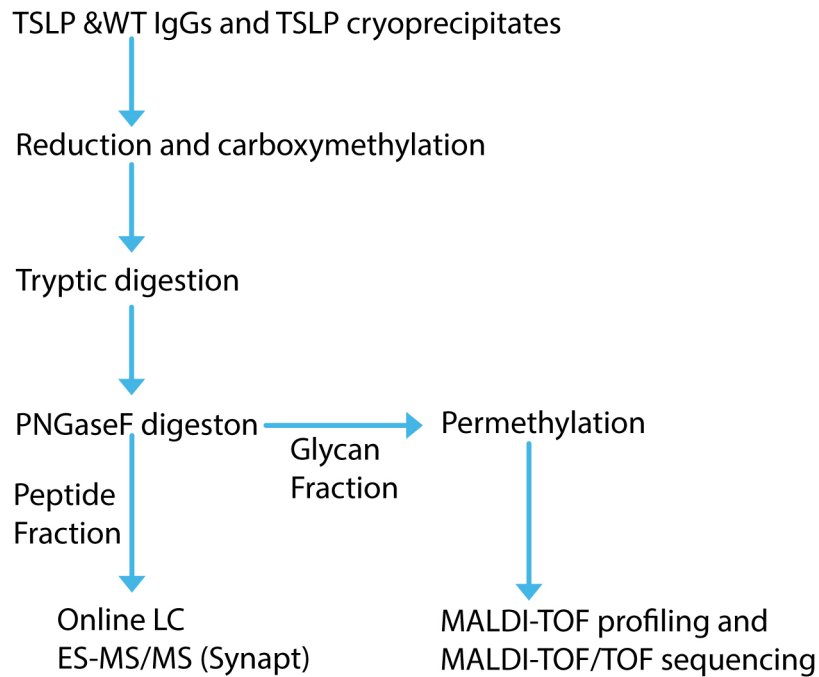 TSLP &WT IgGs and TSLP cryoprecipitates
Reduction and carboxymethylation
Tryptic digestion
PNGaseF digeston
Permethylation
Glycan
Fraction
Peptide
Fraction
Online LC
ES-MS/MS (Synapt)
MALDI-TOF profiling and
MALDI-TOF/TOF sequencing